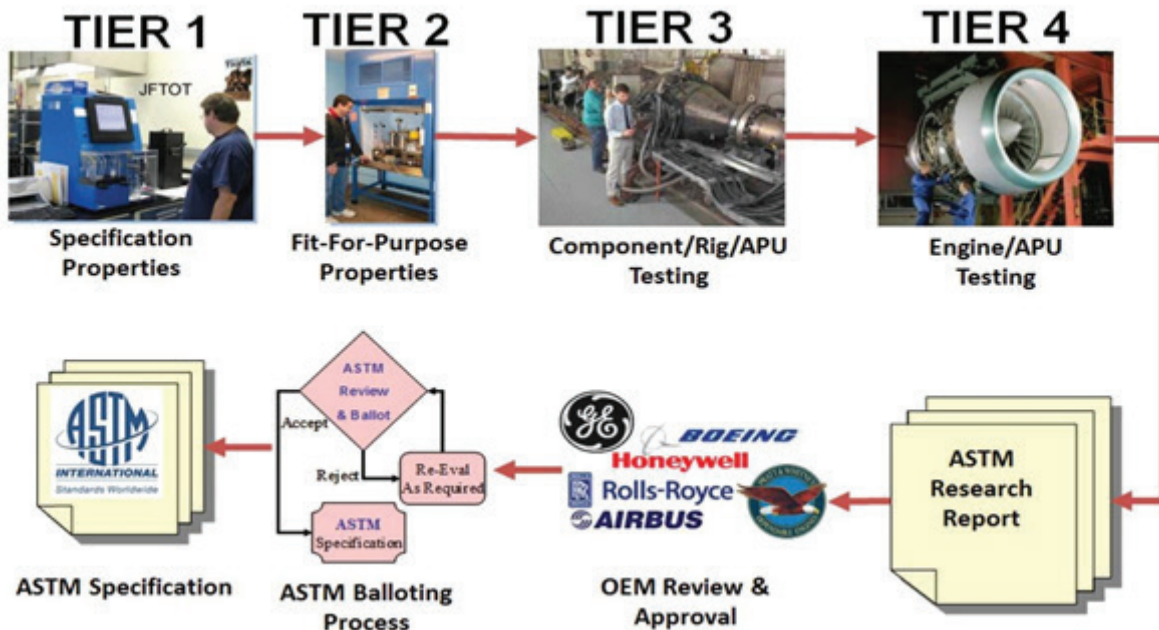 TIER 1
TIER 2
TIER 3
TIER 4
JFTOT
Specification
Properties
Fit-For-Purpose
Properties
Component/Rig/APU
Testing
Engine/APU
Testing
ASTM
INTERNATIONAL
Standards Worldwide
ASTM Specification
ASTM
Review
& Ballot
Accept
Reject
Re-Eval
As Required
ASTM
Specification
ASTM Balloting
Process
GE
BOEING
Honeywell
Rolls-Royce
AIRBUS
OEM Review &
Approval
ASTM
Research
Report